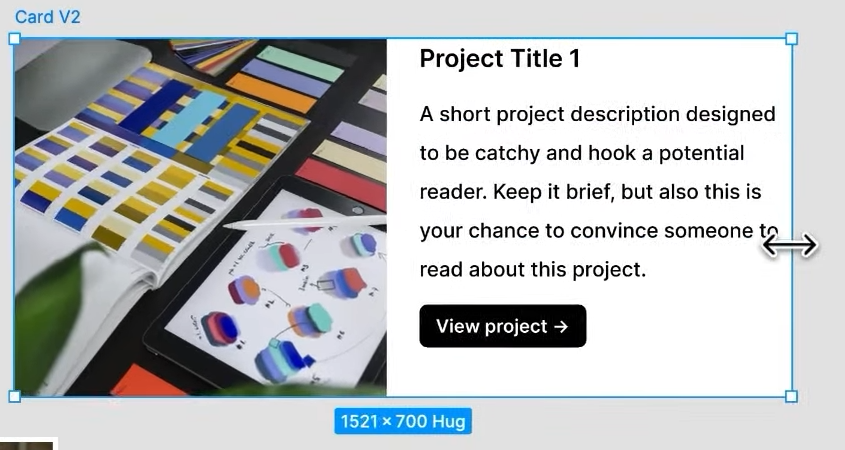 Card V2
Project Title 1
A short project description designed
to be catchy and hook a potential
reader. Keep it brief, but also this is
your chance to convince someone to
read about this project.
View project →
1521 × 700 Hug